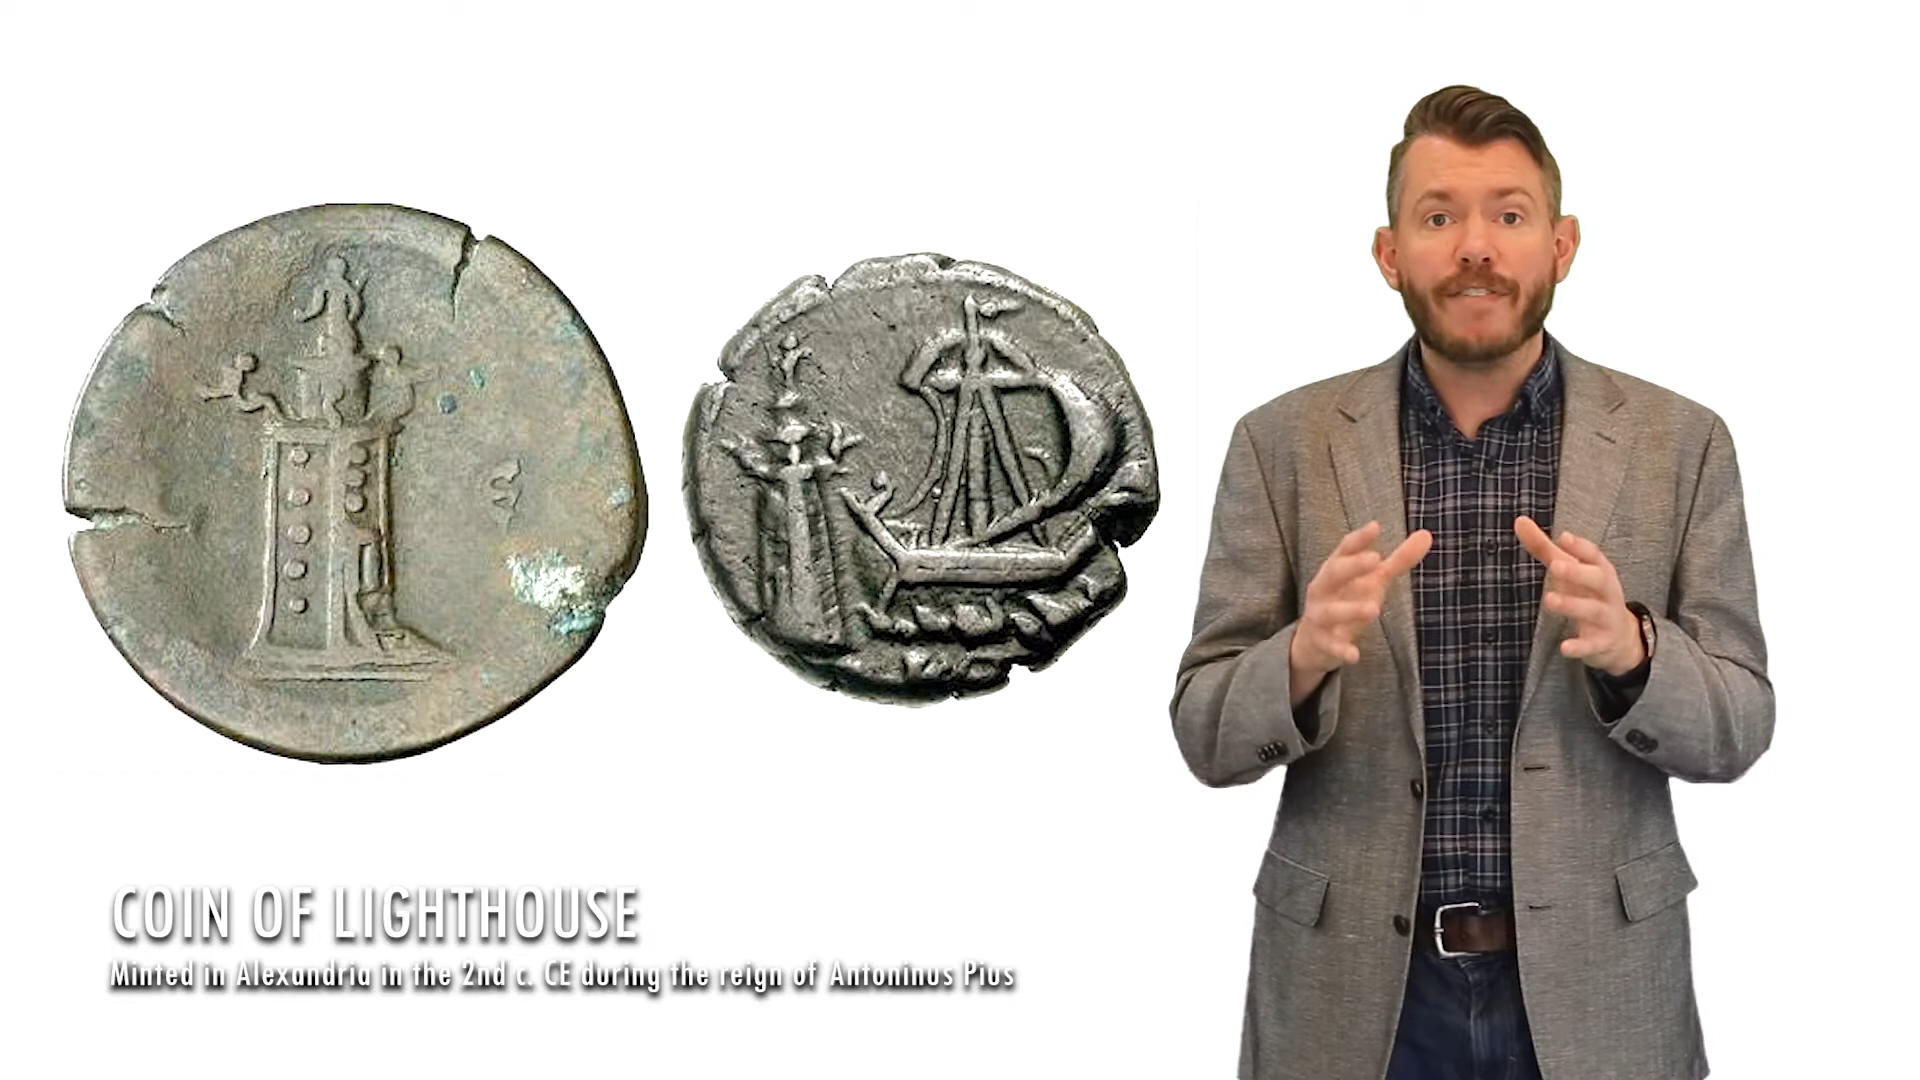 COIN OF LIGHTHOUSE
Minted in Alexandria in the 2nd c. CE during the reign of Antoninus Pius